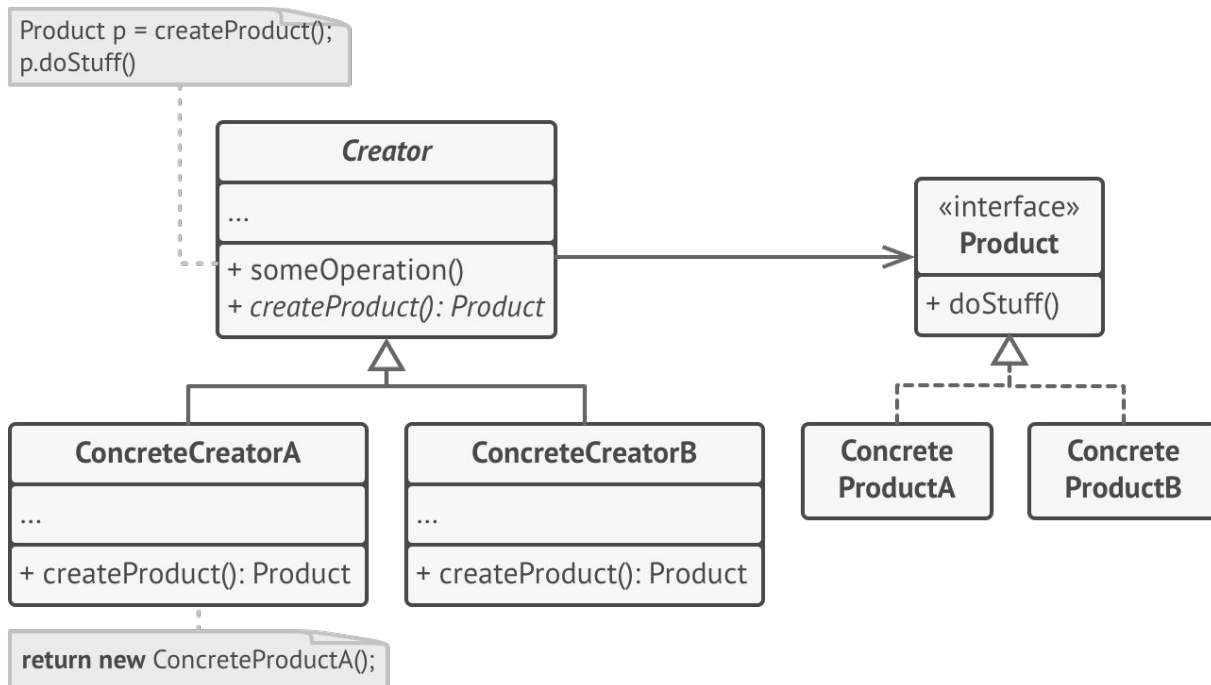 Product p = createProduct();
p.doStuff()
Creator
...
+ someOperation()
+ createProduct(): Product
«interface»
Product
+ doStuff()
ConcreteCreatorA
...
+ createProduct(): Product
ConcreteCreatorB
...
+ createProduct(): Product
Concrete
ProductA
Concrete
ProductB
return new ConcreteProductA();